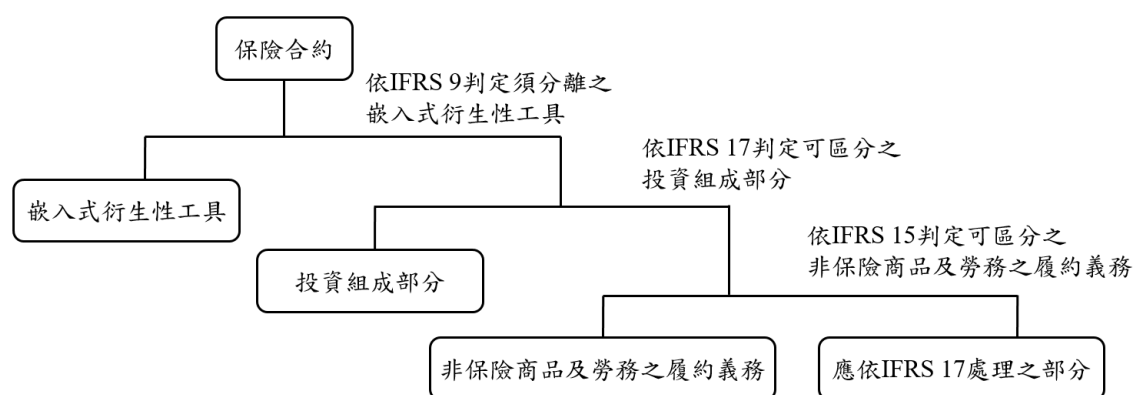 保險合約
依IFRS 9判定須分離之
嵌入式衍生性工具
依IFRS 17判定可區分之
投資組成部分
嵌入式衍生性工具
依IFRS 15判定可區分之
非保險商品及勞務之履約義務
投資組成部分
非保險商品及勞務之履約義務
應依IFRS 17處理之部分